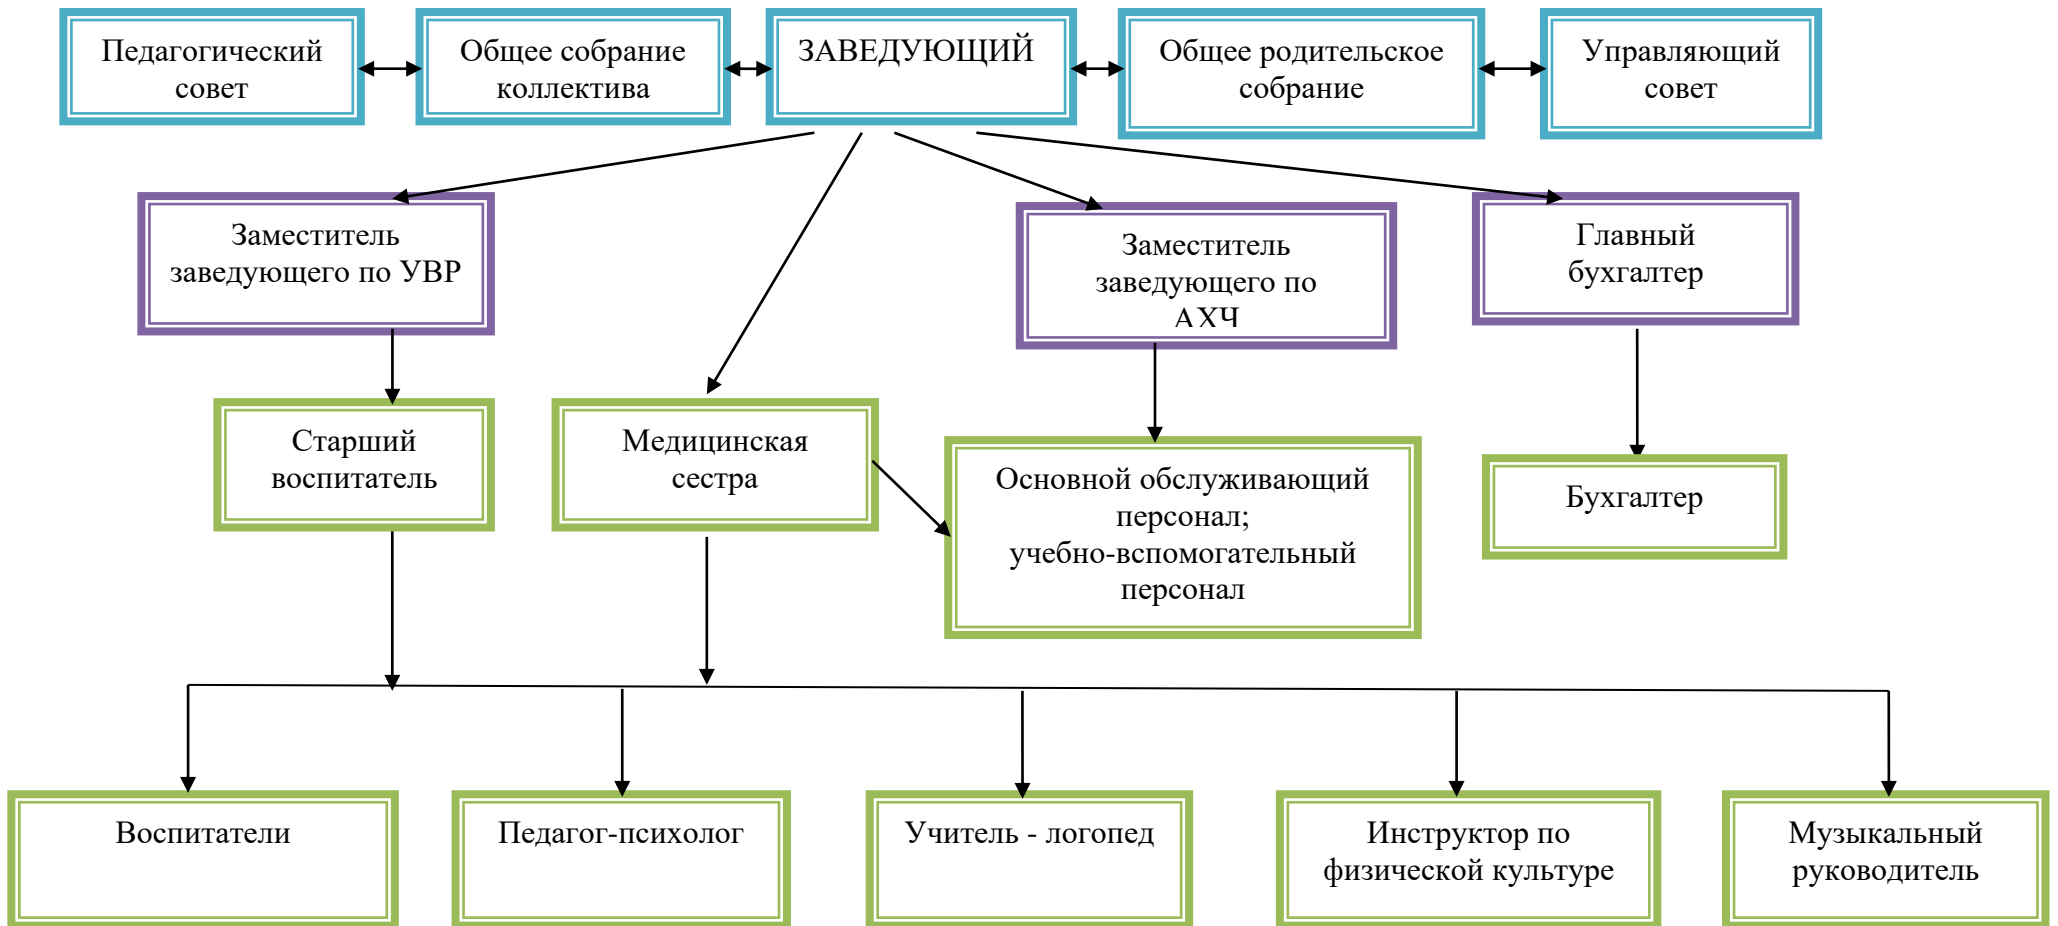 Педагогический
совет
Общее собрание
коллектива
ЗАВЕДУЮЩИЙ
Общее родительское
собрание
Управляющий
совет
Заместитель
заведующего по УВР
Заместитель
заведующего по
АХЧ
Главный
бухгалтер
Старший
воспитатель
Медицинская
сестра
Основной обслуживающий
персонал;
учебно-вспомогательный
персонал
Бухгалтер
Воспитатели
Педагог-психолог
Учитель - логопед
Инструктор по
физической культуре
Музыкальный
руководитель